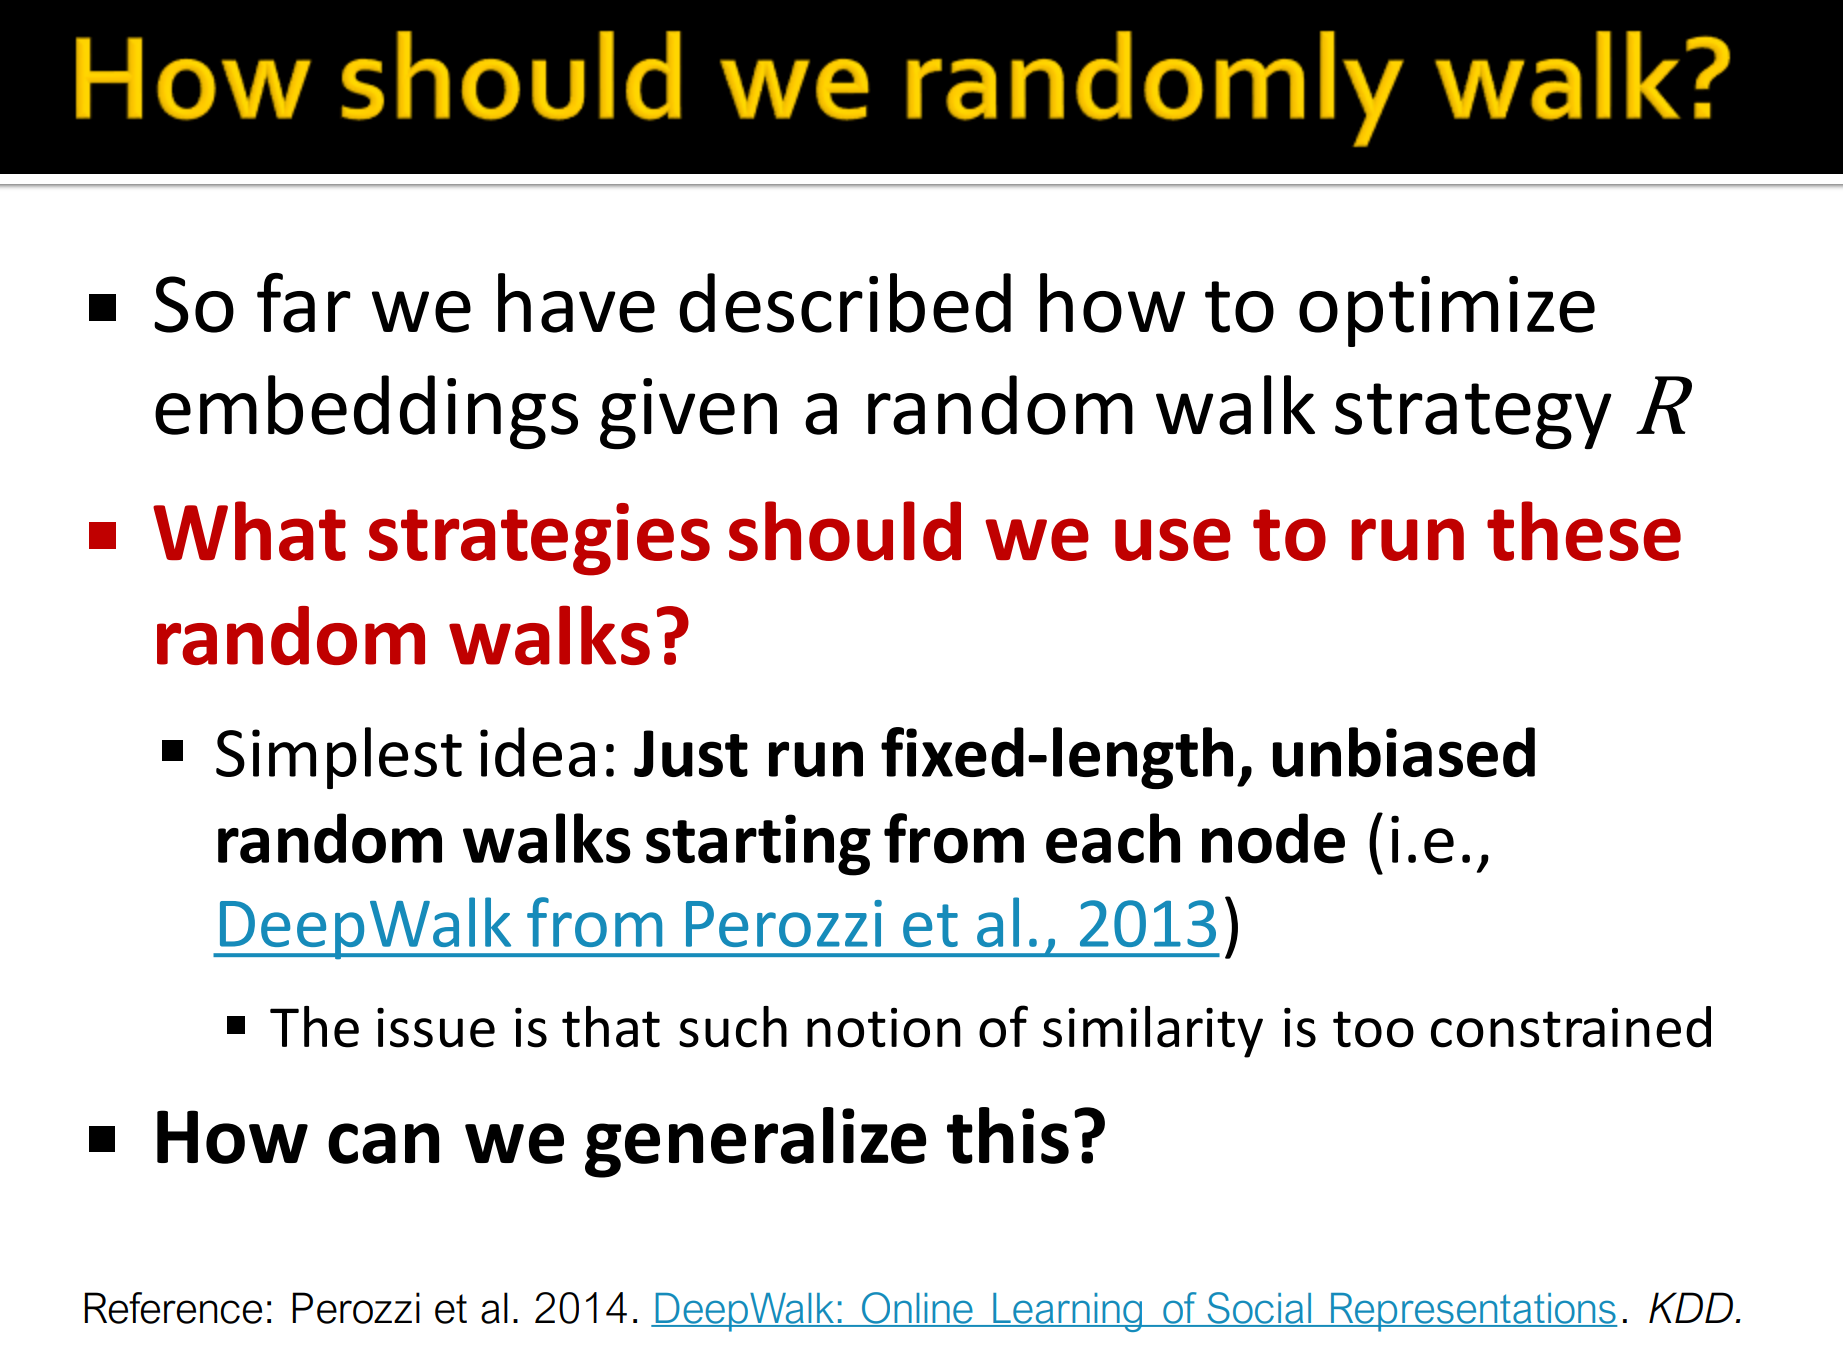 How should we randomly walk?
So far we have described how to optimize
embeddings given a random walk strategy R
What strategies should we use to run these
random walks?
Simplest idea: Just run fixed-length, unbiased
random walks starting from each node (i.e.,
DeepWalk from Perozzi et al., 2013)
The issue is that such notion of similarity is too constrained
How can we generalize this?
Reference: Perozzi et al. 2014. DeepWalk: Online Learning of Social Representations. KDD.